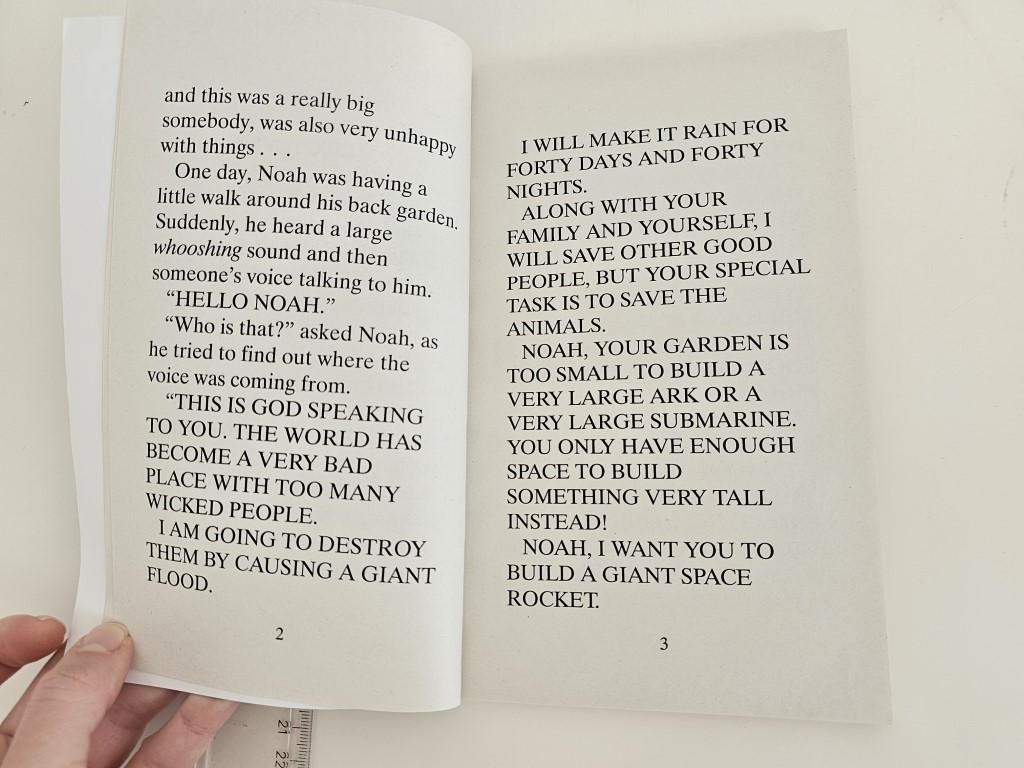 and this was a really big
somebody, was also very unhappy
with things . . .
One day, Noah was having a
little walk around his back garden.
Suddenly, he heard a large
whooshing sound and then
someone's voice talking to him.
“HELLO NOAH.”
“Who is that?” asked Noah, as
he tried to find out where the
voice was coming from.
“THIS IS GOD SPEAKING
TO YOU. THE WORLD HAS
BECOME A VERY BAD
PLACE WITH TOO MANY
WICKED PEOPLE.
I AM GOING TO DESTROY
THEM BY CAUSING A GIANT
FLOOD.
2
I WILL MAKE IT RAIN FOR
FORTY DAYS AND FORTY
NIGHTS.
ALONG WITH YOUR
FAMILY AND YOURSELF, I
WILL SAVE OTHER GOOD
PEOPLE, BUT YOUR SPECIAL
TASK IS TO SAVE THE
ANIMALS.
NOAH, YOUR GARDEN IS
TOO SMALL TO BUILD A
VERY LARGE ARK OR A
VERY LARGE SUBMARINE.
YOU ONLY HAVE ENOUGH
SPACE TO BUILD
SOMETHING VERY TALL
INSTEAD!
NOAH, I WANT YOU TO
BUILD A GIANT SPACE
ROCKET.
3
21
22